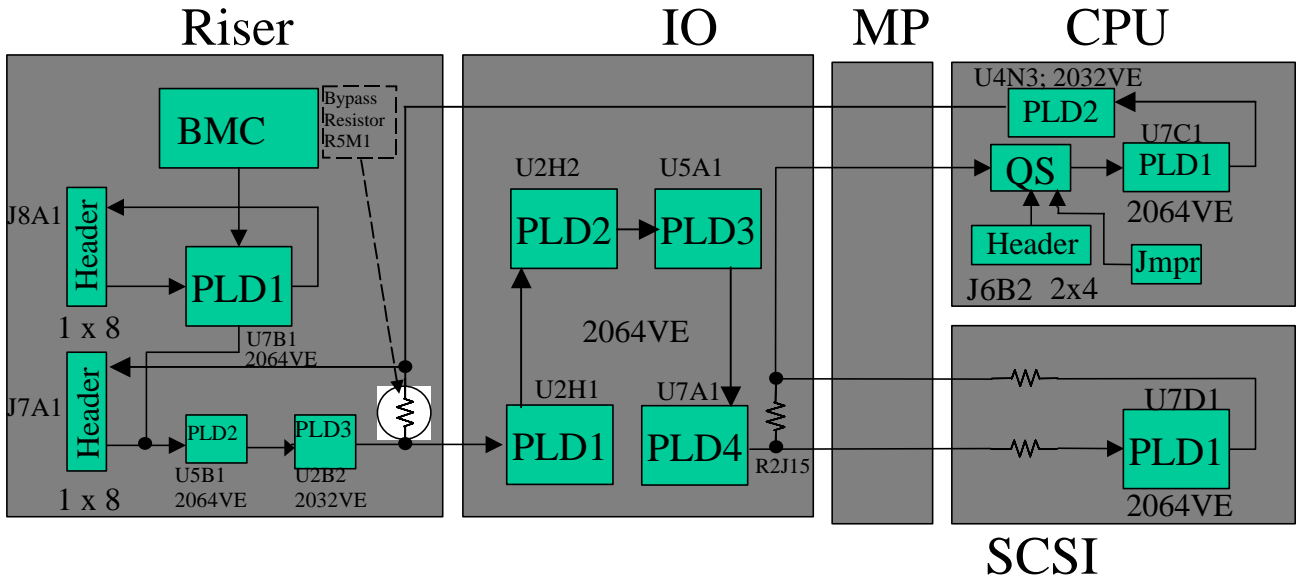 Riser
IO
MP
CPU
Bypass
Resistor
R5M1
BMC
J8A1
Header
1 x 8
PLD1
U7B1
2064VE
J7A1
Header
1 x 8
PLD2
U5B1
2064VE
PLD3
U2B2
2032VE
U2H2
PLD2
U5A1
PLD3
2064VE
U2H1
PLD1
U7A1
PLD4
R2J15
U4N3; 2032VE
PLD2
U7C1
QS
PLD1
2064VE
Header
Jmpr
J6B2 2x4
U7D1
PLD1
2064VE
SCSI